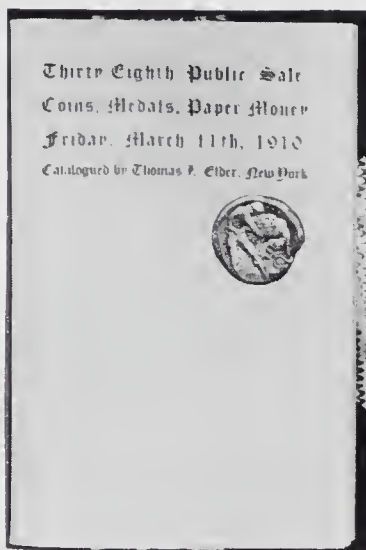 Thirty Eighth Public Sale
Coins, Medals, Paper Money
Friday, March 11th, 1910
Catalogued by Thomas L. Elder, New York